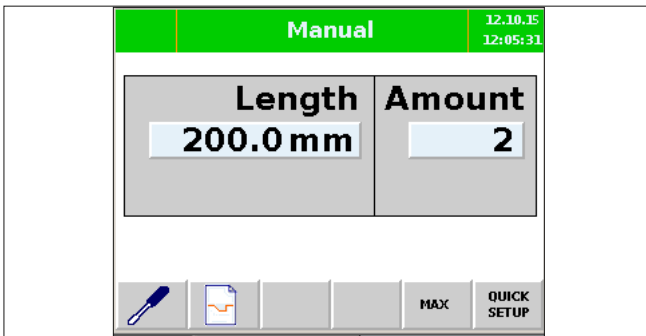 Manual
12.10.15
12:05:31
Length
Amount
200.0 mm
2
MAX
QUICK
SETUP